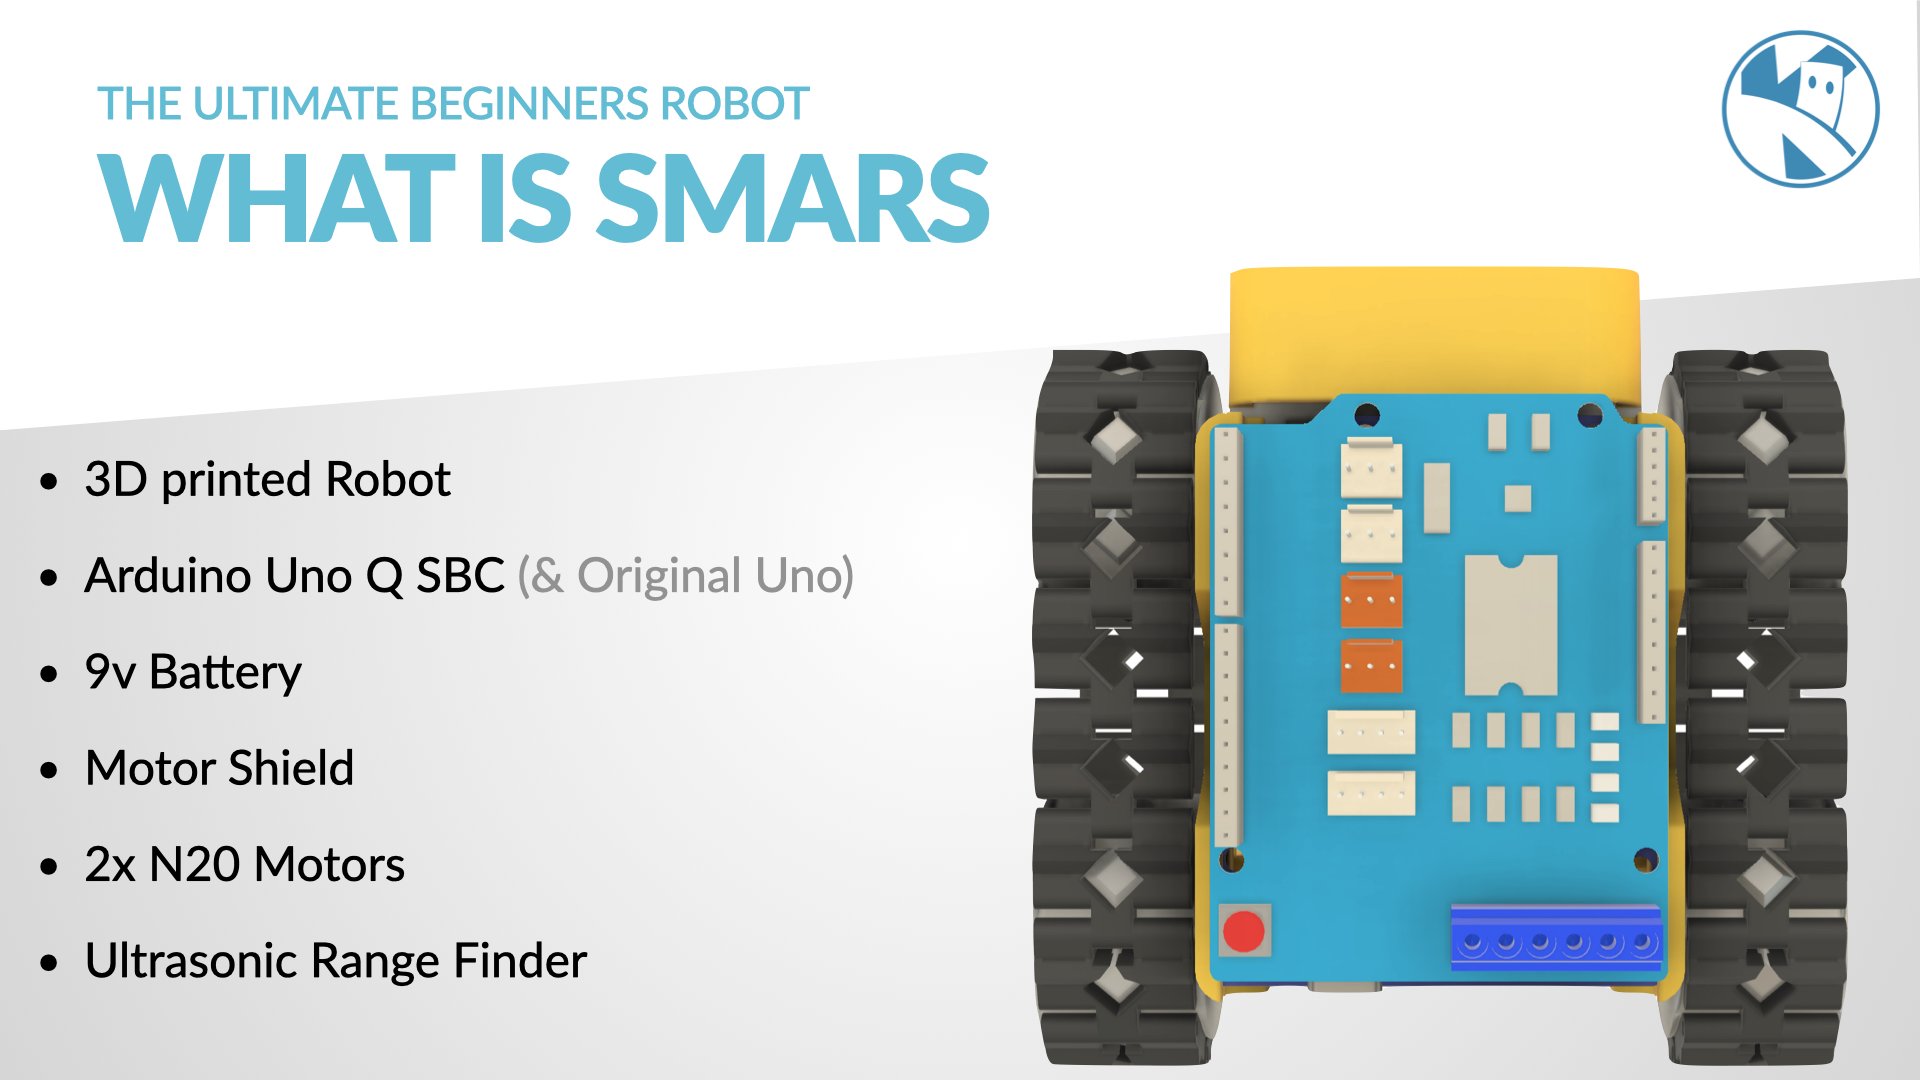 THE ULTIMATE BEGINNERS ROBOT
WHAT IS SMARS
• 3D printed Robot
• Arduino Uno Q SBC (& Original Uno)
• 9v Battery
• Motor Shield
• 2x N20 Motors
• Ultrasonic Range Finder